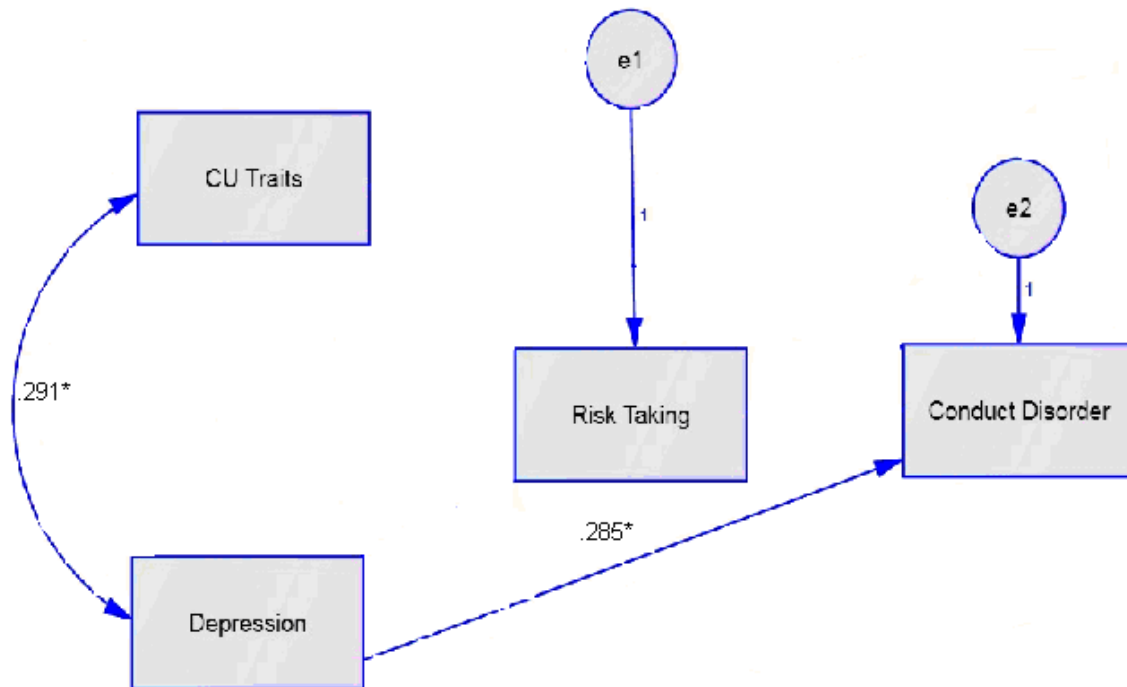 e1
CU Traits
e2
1
1
.291*
Risk Taking
Conduct Disorder
.285*
Depression